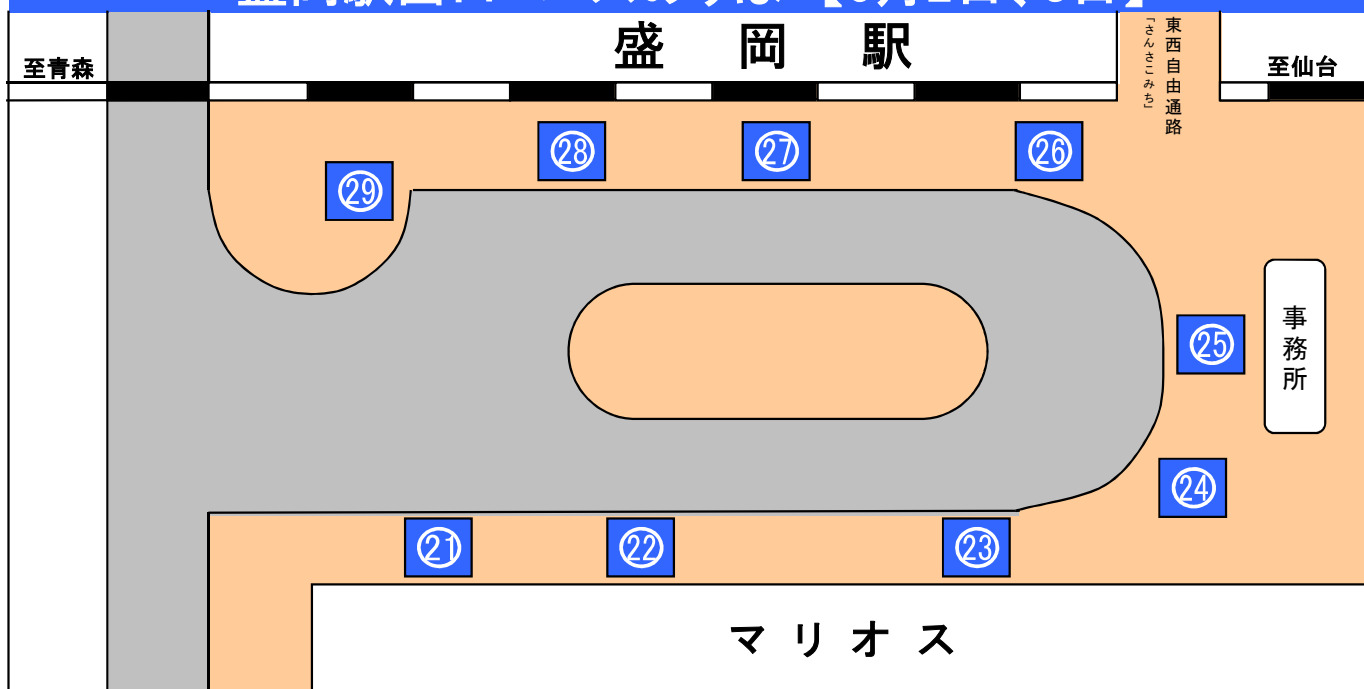 盛岡駅
至青森
東西自由通路
「さんさこみち」
至仙台
㉘
㉗
㉖
㉙
㉕
事務所
㉔
㉑
㉒
㉓
マリオス